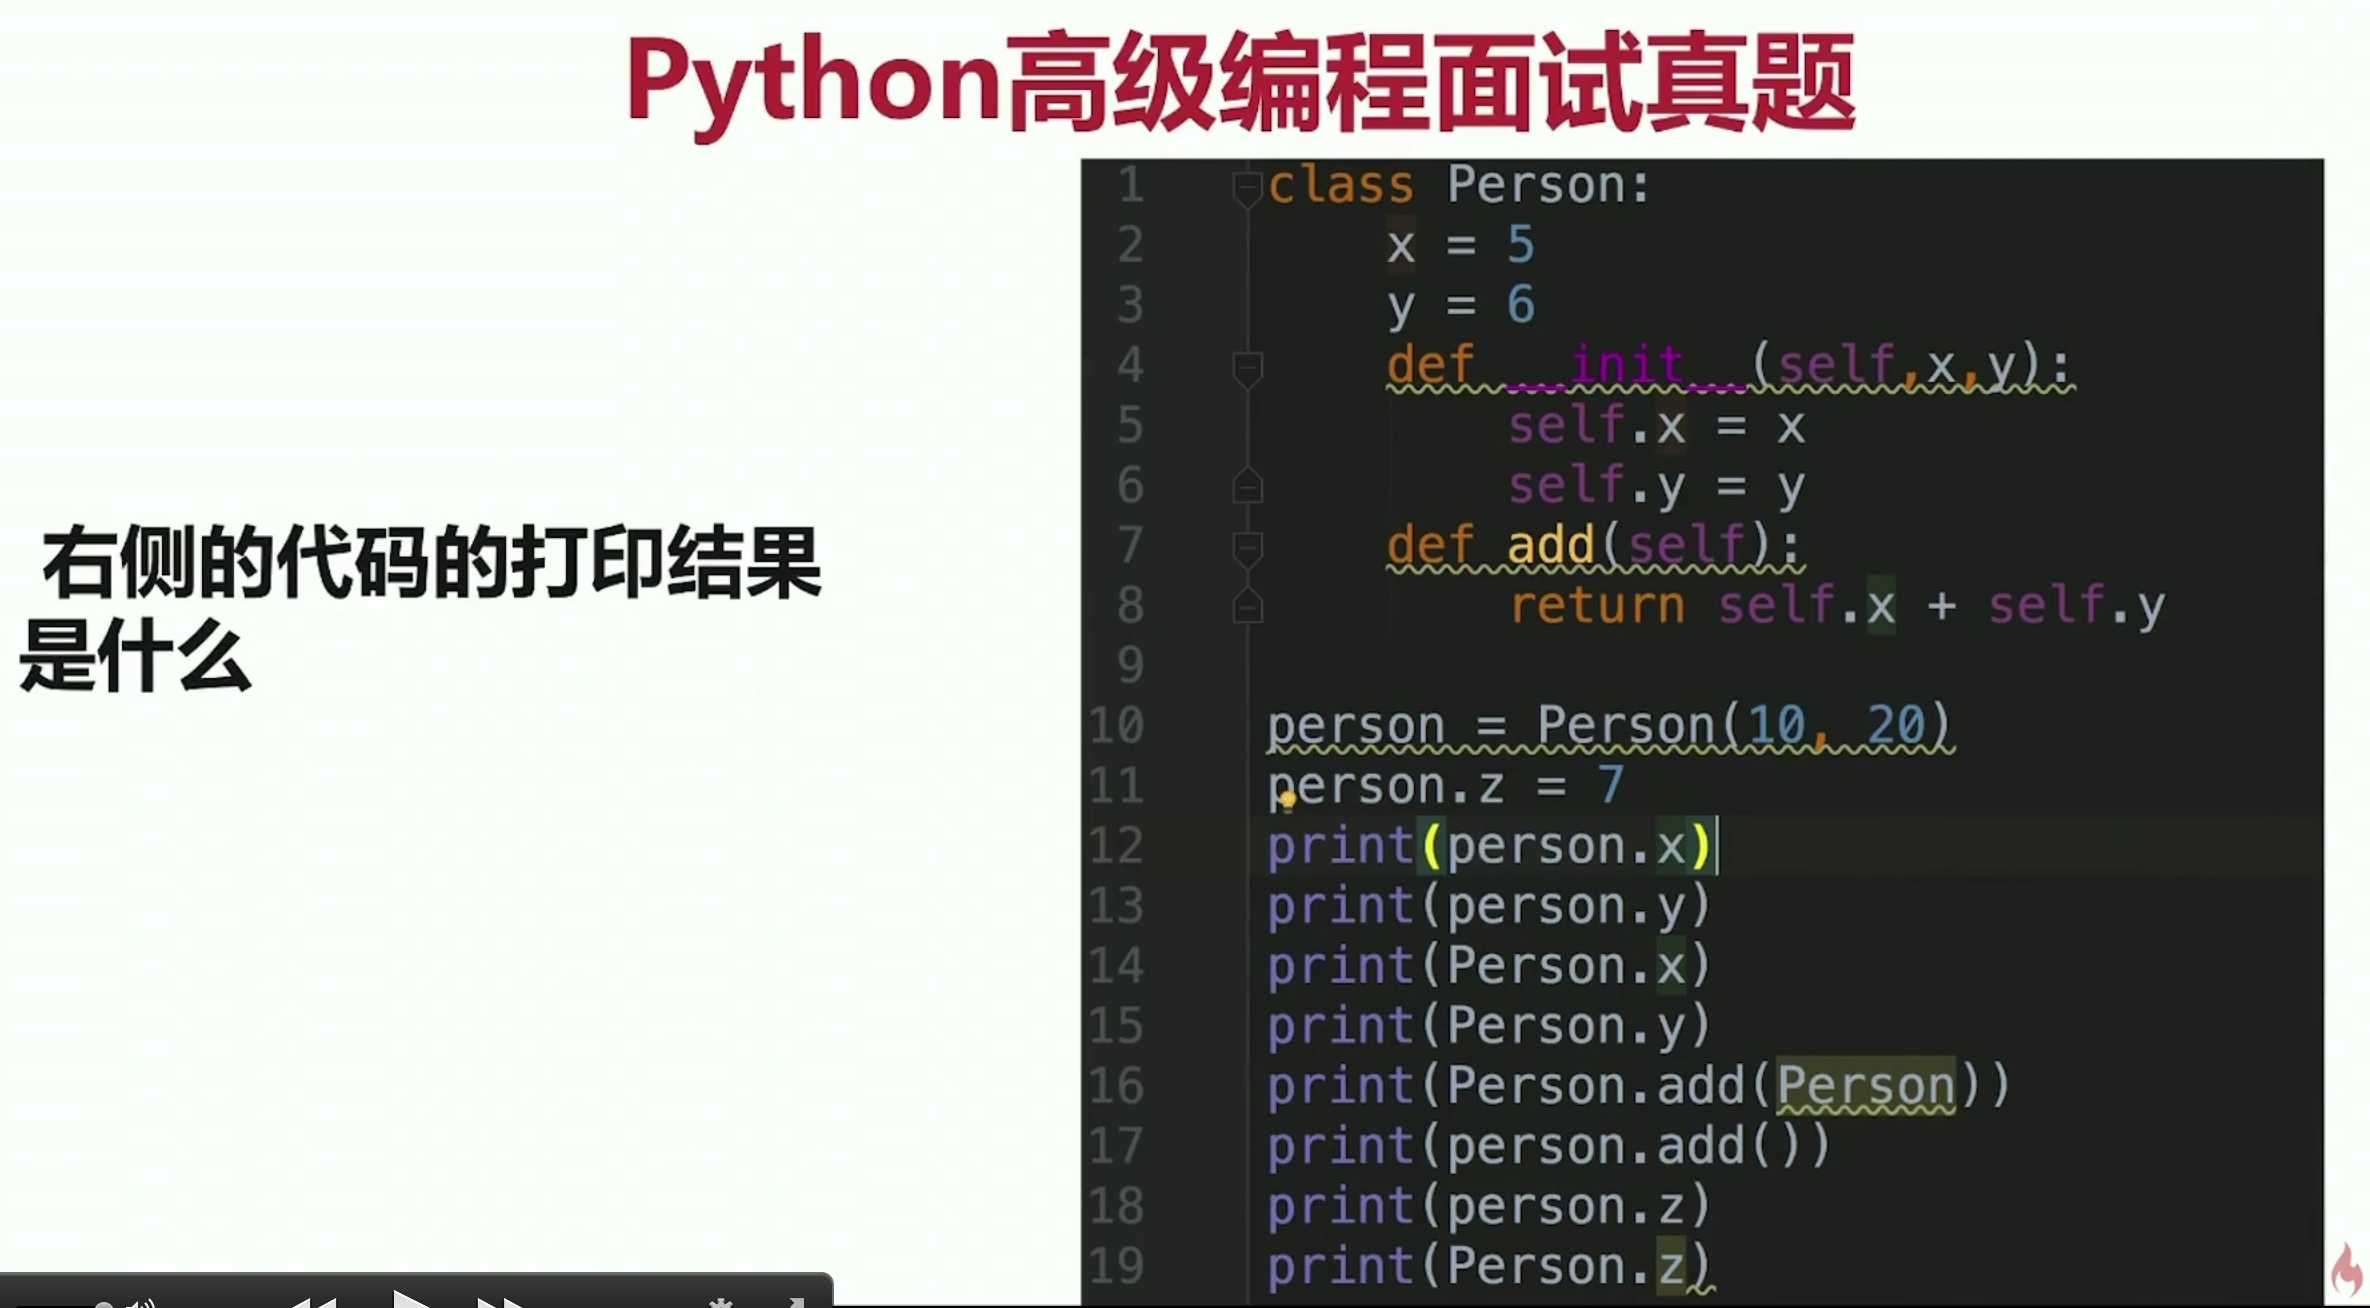 Python高级编程面试真题
右侧的代码的打印结果
是什么
1 class Person:
2     x = 5
3     y = 6
4     def __init__(self,x,y):
5         self.x = x
6         self.y = y
7     def add(self):
8         return self.x + self.y
9
10 person = Person(10, 20)
11 person.z = 7
12 print(person.x)
13 print(person.y)
14 print(Person.x)
15 print(Person.y)
16 print(Person.add(Person))
17 print(person.add())
18 print(person.z)
19 print(Person.z)